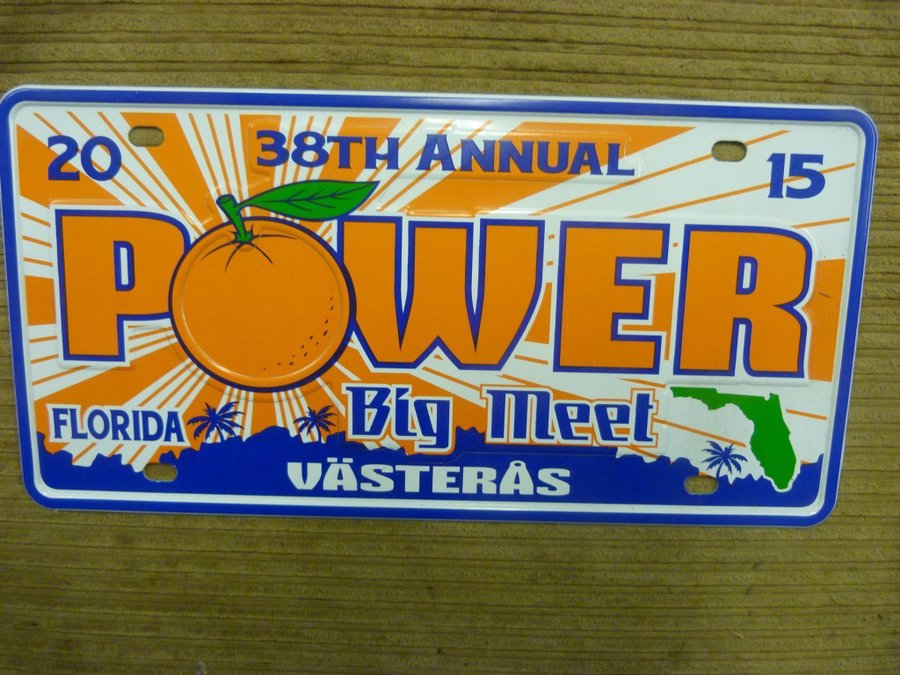 20 38TH ANNUAL 15
POWER
FLORIDA Big Meet
VÄSTERÅS